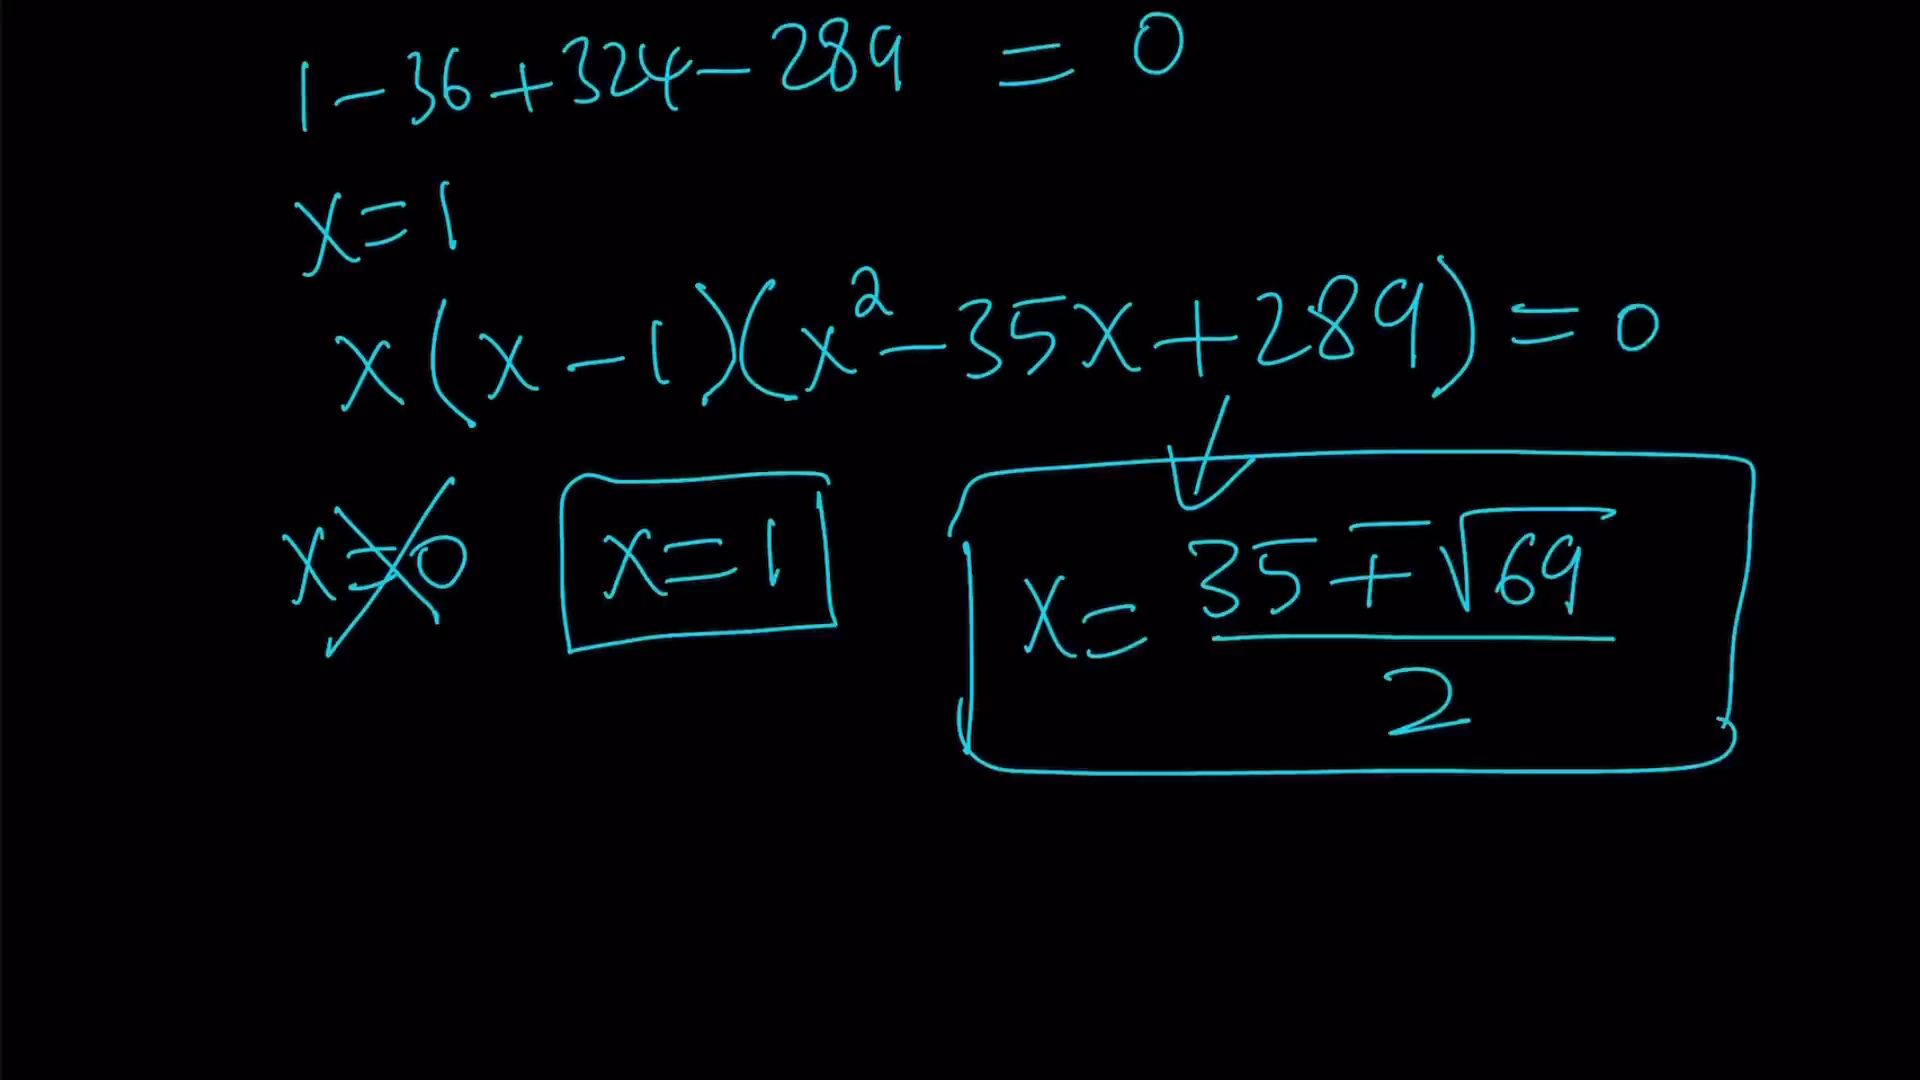 1 - 36 + 324 - 289 = 0
x = 1
x(x - 1)(x² - 35x + 289) = 0
x = 0 x = 1 x = (35 ∓ √69)/2